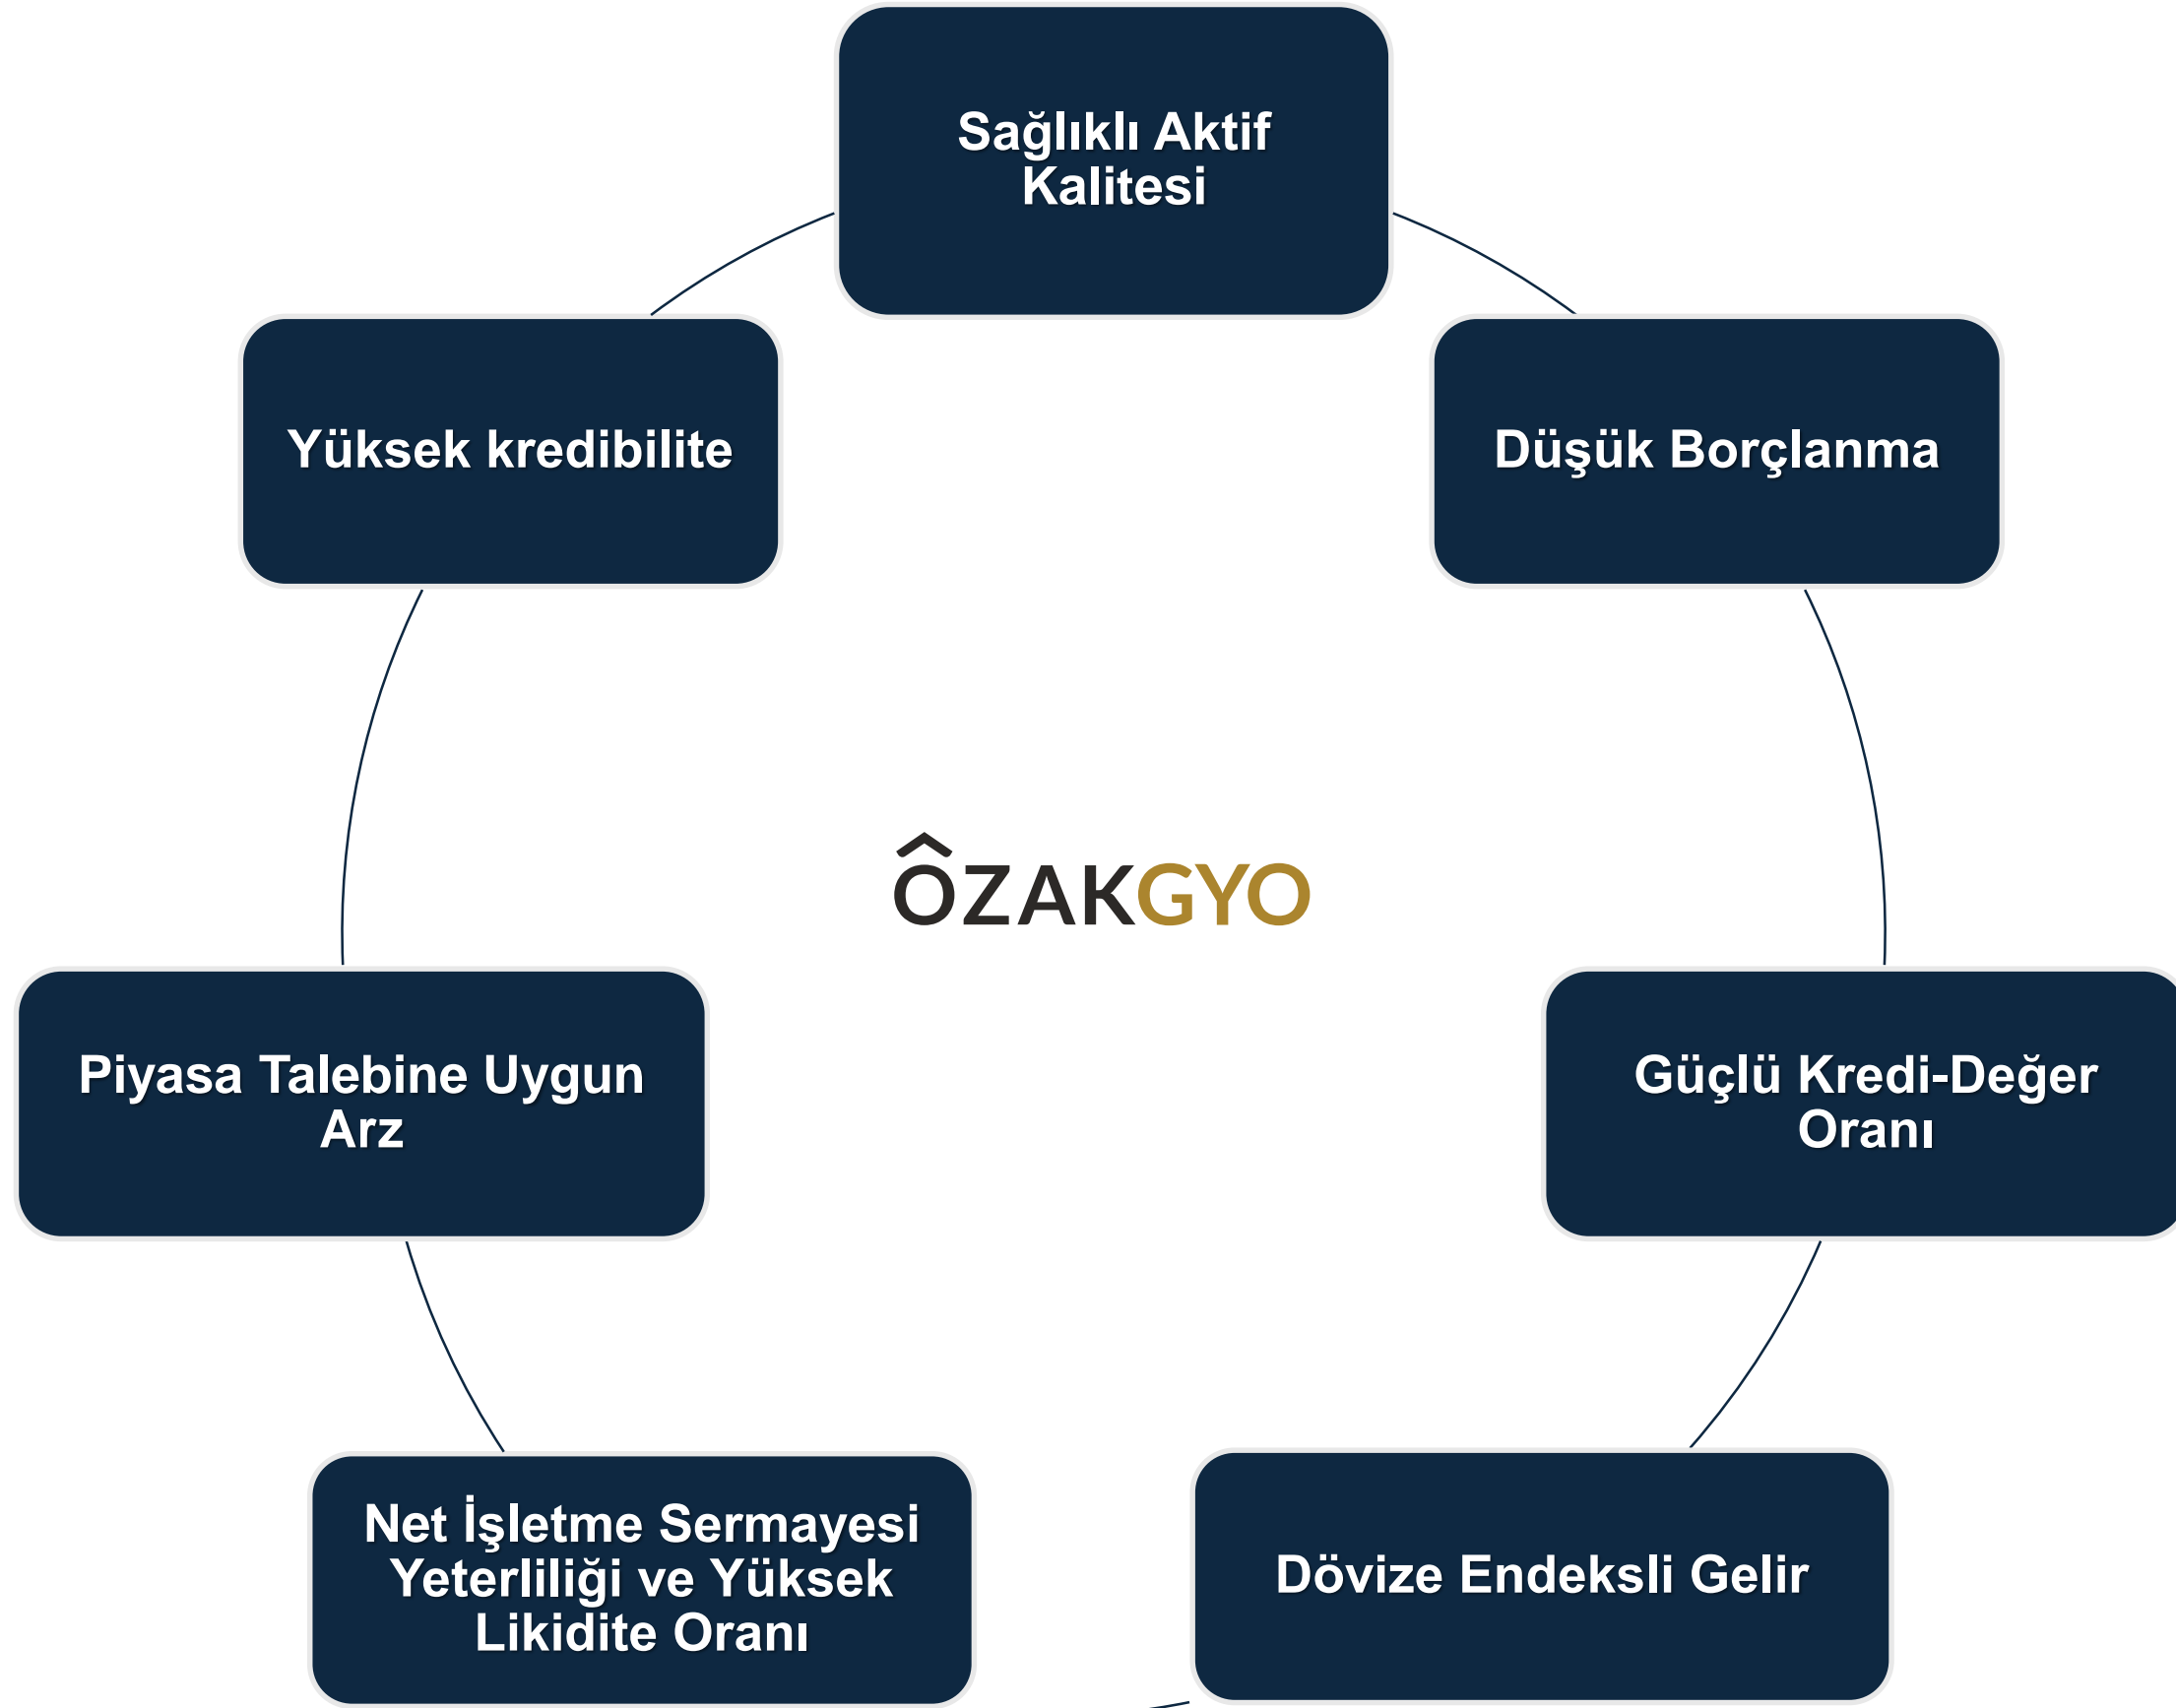 Sağlıklı Aktif
Kalitesi
Yüksek kredibilite
Düşük Borçlanma
ÔZAKGYO
Piyasa Talebine Uygun
Arz
Güçlü Kredi-Değer
Oranı
Net İşletme Sermayesi
Yeterliliği ve Yüksek
Likidite Oranı
Dövize Endeksli Gelir